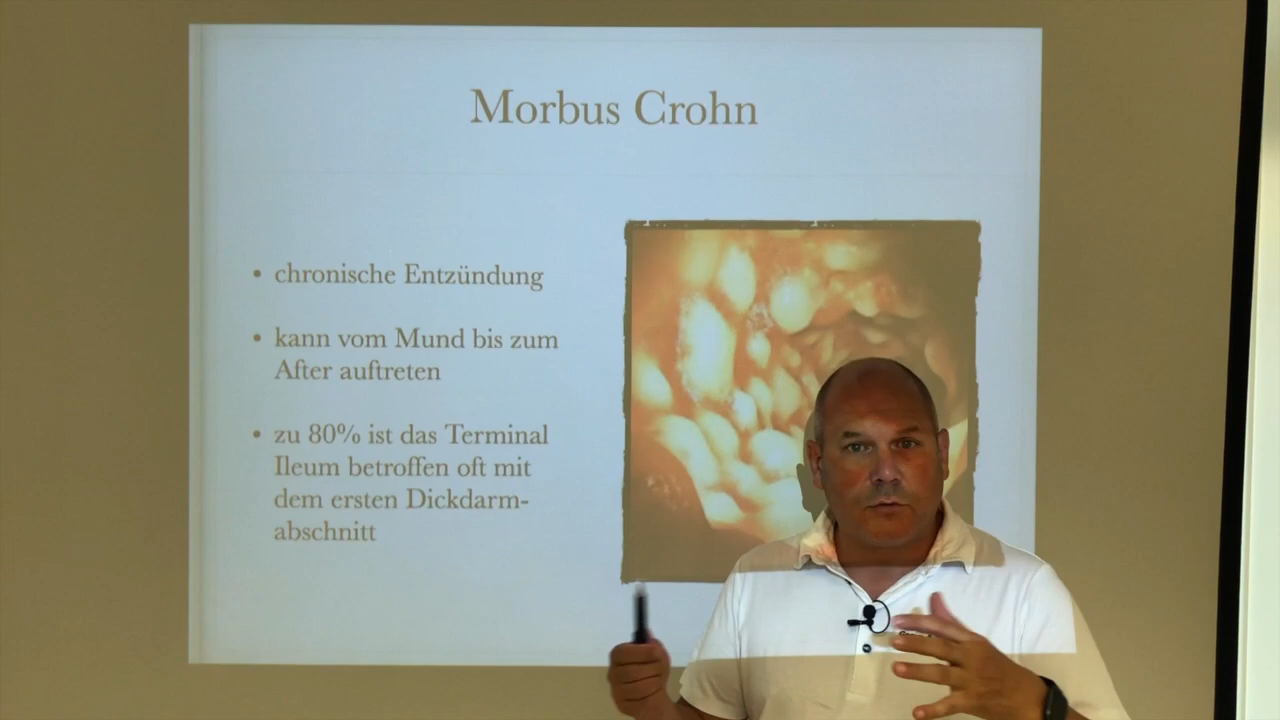 Morbus Crohn
• chronische Entzündung
• kann vom Mund bis zum
After auftreten
• zu 80% ist das Terminal
Ileum betroffen oft mit
dem ersten Dickdarm-
abschnitt